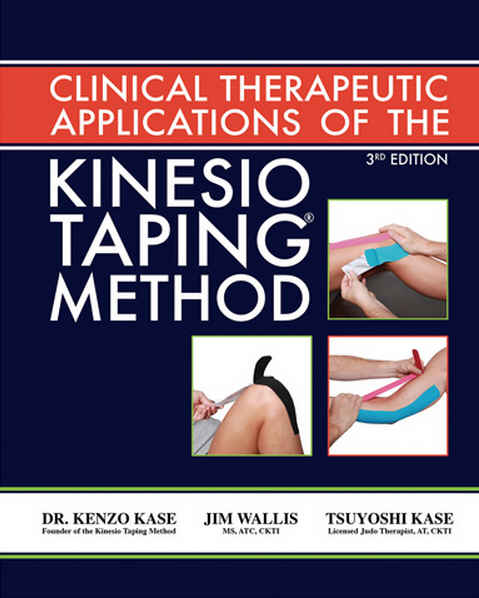 CLINICAL THERAPEUTIC
APPLICATIONS OF THE
3RD EDITION
KINESIO
TAPING®
METHOD
DR. KENZO KASE
Founder of the Kinesio Taping Method
JIM WALLIS
MS, ATC, CKTI
TSUYOSHI KASE
Licensed Judo Therapist, AT, CKTI